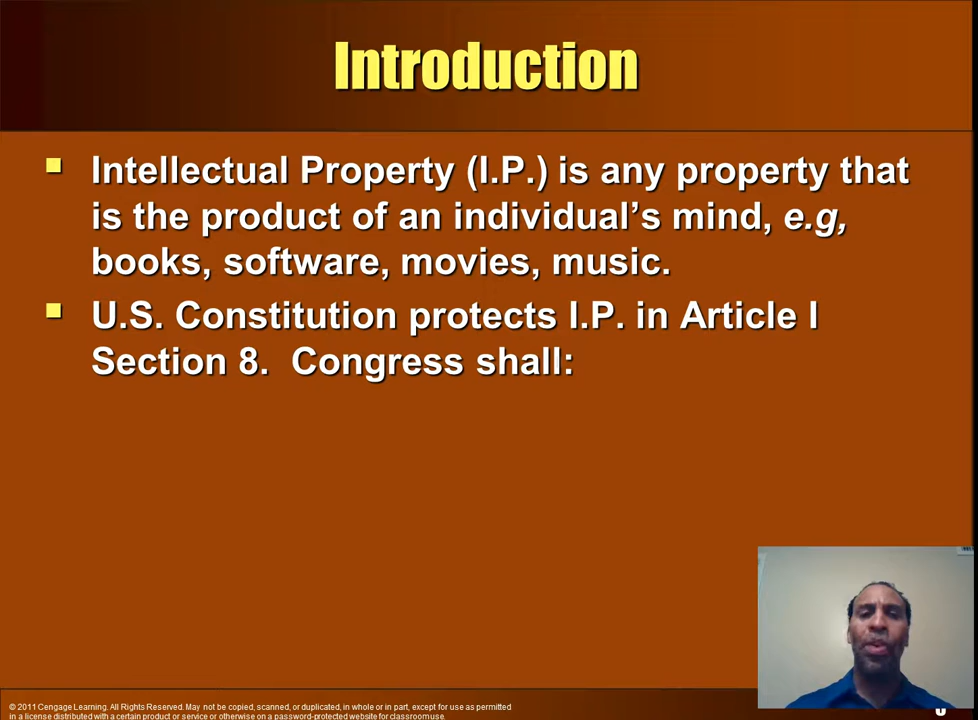 Introduction
Intellectual Property (I.P.) is any property that
is the product of an individual’s mind, e.g,
books, software, movies, music.
U.S. Constitution protects I.P. in Article I
Section 8.  Congress shall:
© 2011 Cengage Learning. All Rights Reserved. May not be copied, scanned, or duplicated, in whole or in part, except for use as permitted
in a license distributed with a certain product or service or otherwise on a password-protected website for classroom use.